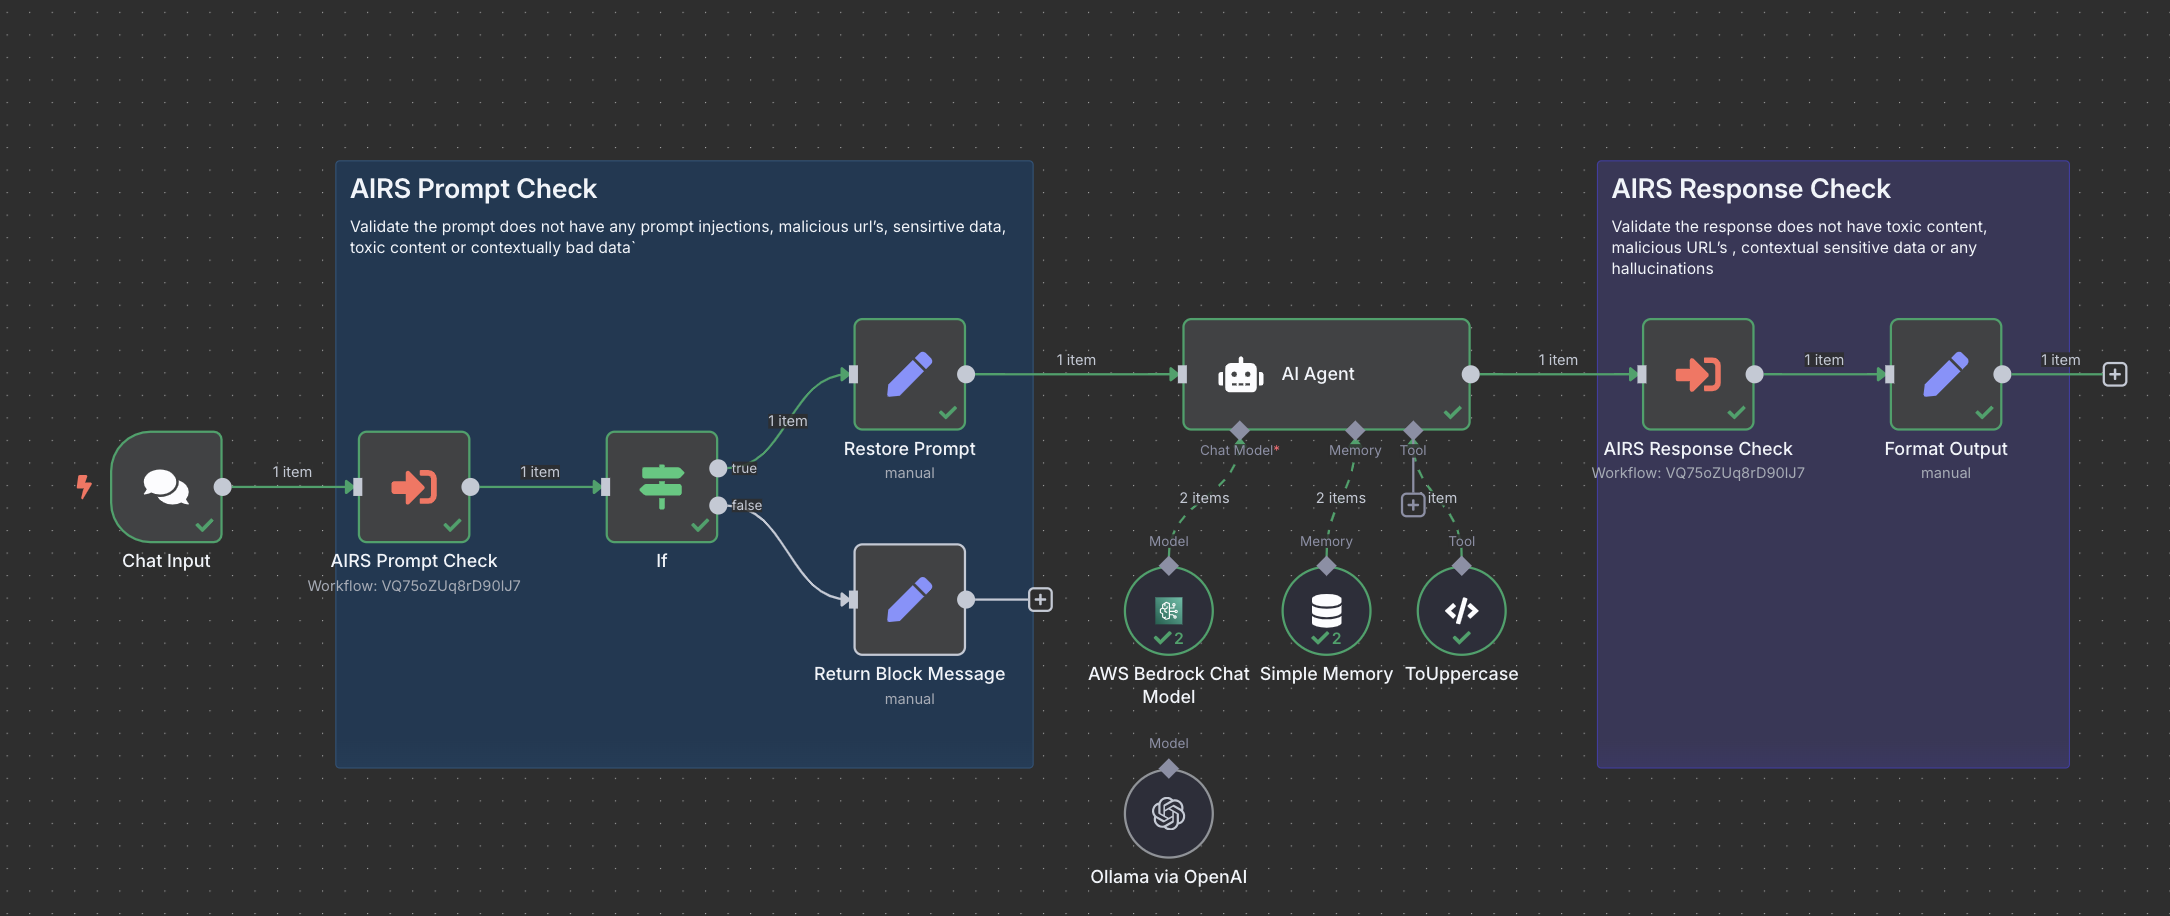 AIRS Prompt Check
Validate the prompt does not have any prompt injections, malicious url's, sensirtive data,
toxic content or contextually bad data`
AIRS Response Check
Validate the response does not have toxic content,
malicious URL's , contextual sensitive data or any
hallucinations
1 item
1 item
1 item
true
false
1 item
1 item
1 item
1 item
Chat Input
AIRS Prompt Check
Workflow: VQ75oZUq8rD90lJ7
If
Restore Prompt
manual
Return Block Message
manual
AI Agent
Chat Model*
Memory
Tool
2 items
2 items
item
Model
Memory
Tool
2
2
AWS Bedrock Chat
Model
Simple Memory
ToUppercase
Model
Ollama via OpenAI
AIRS Response Check
Workflow: VQ75oZUq8rD90lJ7
Format Output
manual